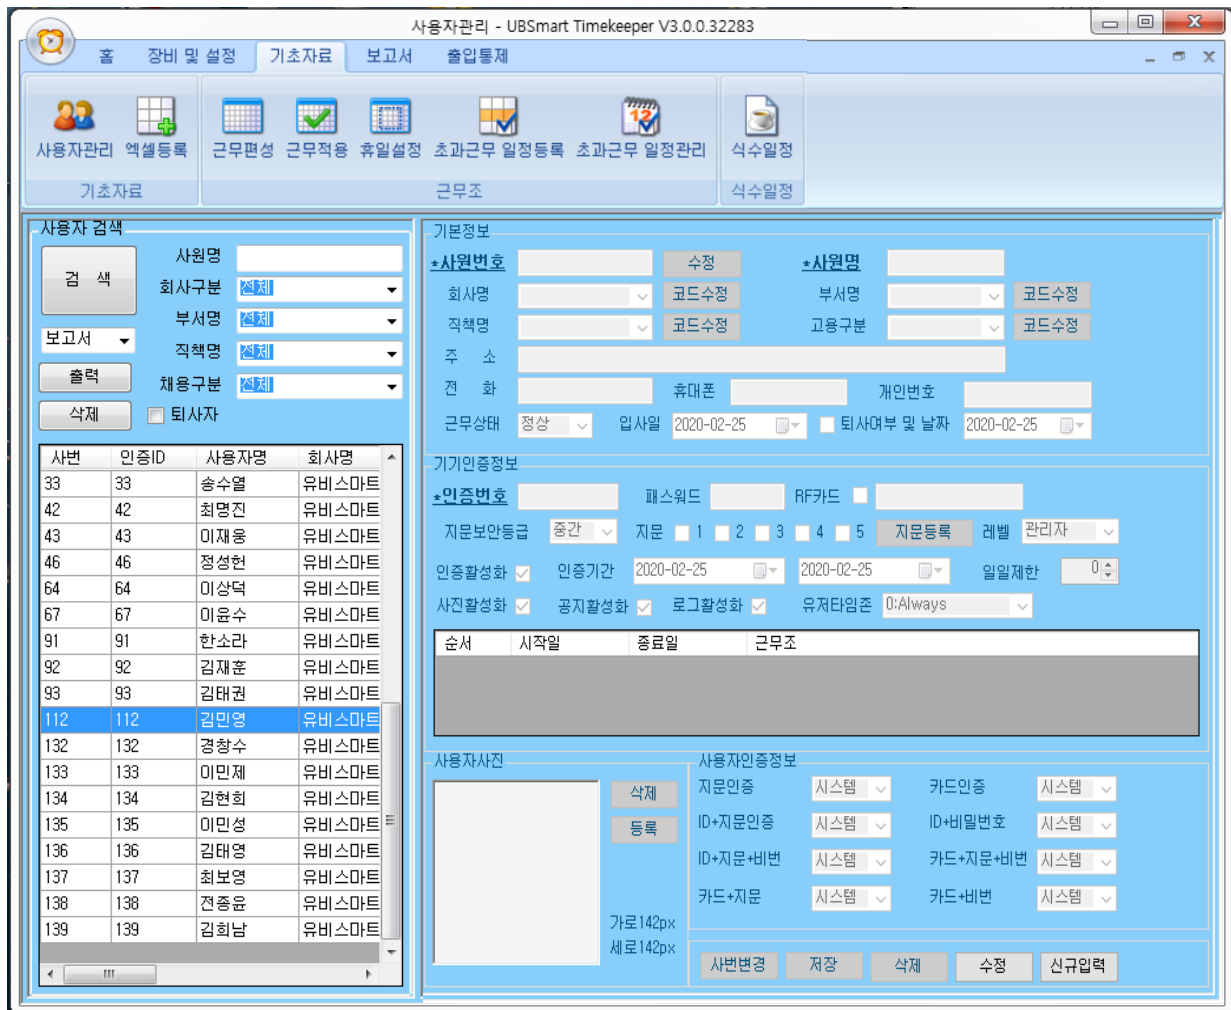 사용자관리 - UBSmart Timekeeper V3.0.0.32283
홈 장비 및 설정 기초자료 보고서 출입통제
사용자관리 엑셀등록 근무편성 근무적용 휴일설정 초과근무 일정등록 초과근무 일정관리 식수일정
기초자료 근무조 식수일정
사용자 검색
검 색
사원명
회사구분 전체
부서명 전체
보고서
직책명 전체
출력
채용구분 전체
삭제 퇴사자
사번 인증ID 사용자명 회사명
33 33 송수열 유비스마트
42 42 최명진 유비스마트
43 43 이재웅 유비스마트
46 46 정성헌 유비스마트
64 64 이상덕 유비스마트
67 67 이윤수 유비스마트
91 91 한소라 유비스마트
92 92 김재훈 유비스마트
93 93 김태권 유비스마트
112 112 김민영 유비스마트
132 132 경창수 유비스마트
133 133 이민제 유비스마트
134 134 김현희 유비스마트
135 135 이민성 유비스마트
136 136 김태영 유비스마트
137 137 최보영 유비스마트
138 138 전종윤 유비스마트
139 139 김희남 유비스마트
기본정보
*사원번호 수정 *사원명
회사명 코드수정 부서명 코드수정
직책명 코드수정 고용구분 코드수정
주 소
전 화 휴대폰 개인번호
근무상태 정상 입사일 2020-02-25 퇴사여부 및 날짜 2020-02-25
기기인증정보
*인증번호 패스워드 RF카드
지문보안등급 중간 지문 1 2 3 4 5 지문등록 레벨 관리자
인증활성화 인증기간 2020-02-25 2020-02-25 일일제한 0
사진활성화 공지활성화 로그활성화 유저타임존 0:Always
순서 시작일 종료일 근무조
사용자사진
삭제
등록
가로142px
세로142px
사용자인증정보
지문인증 시스템 카드인증 시스템
ID+지문인증 시스템 ID+비밀번호 시스템
ID+지문+비번 시스템 카드+지문+비번 시스템
카드+지문 시스템 카드+비번 시스템
사번변경 저장 삭제 수정 신규입력